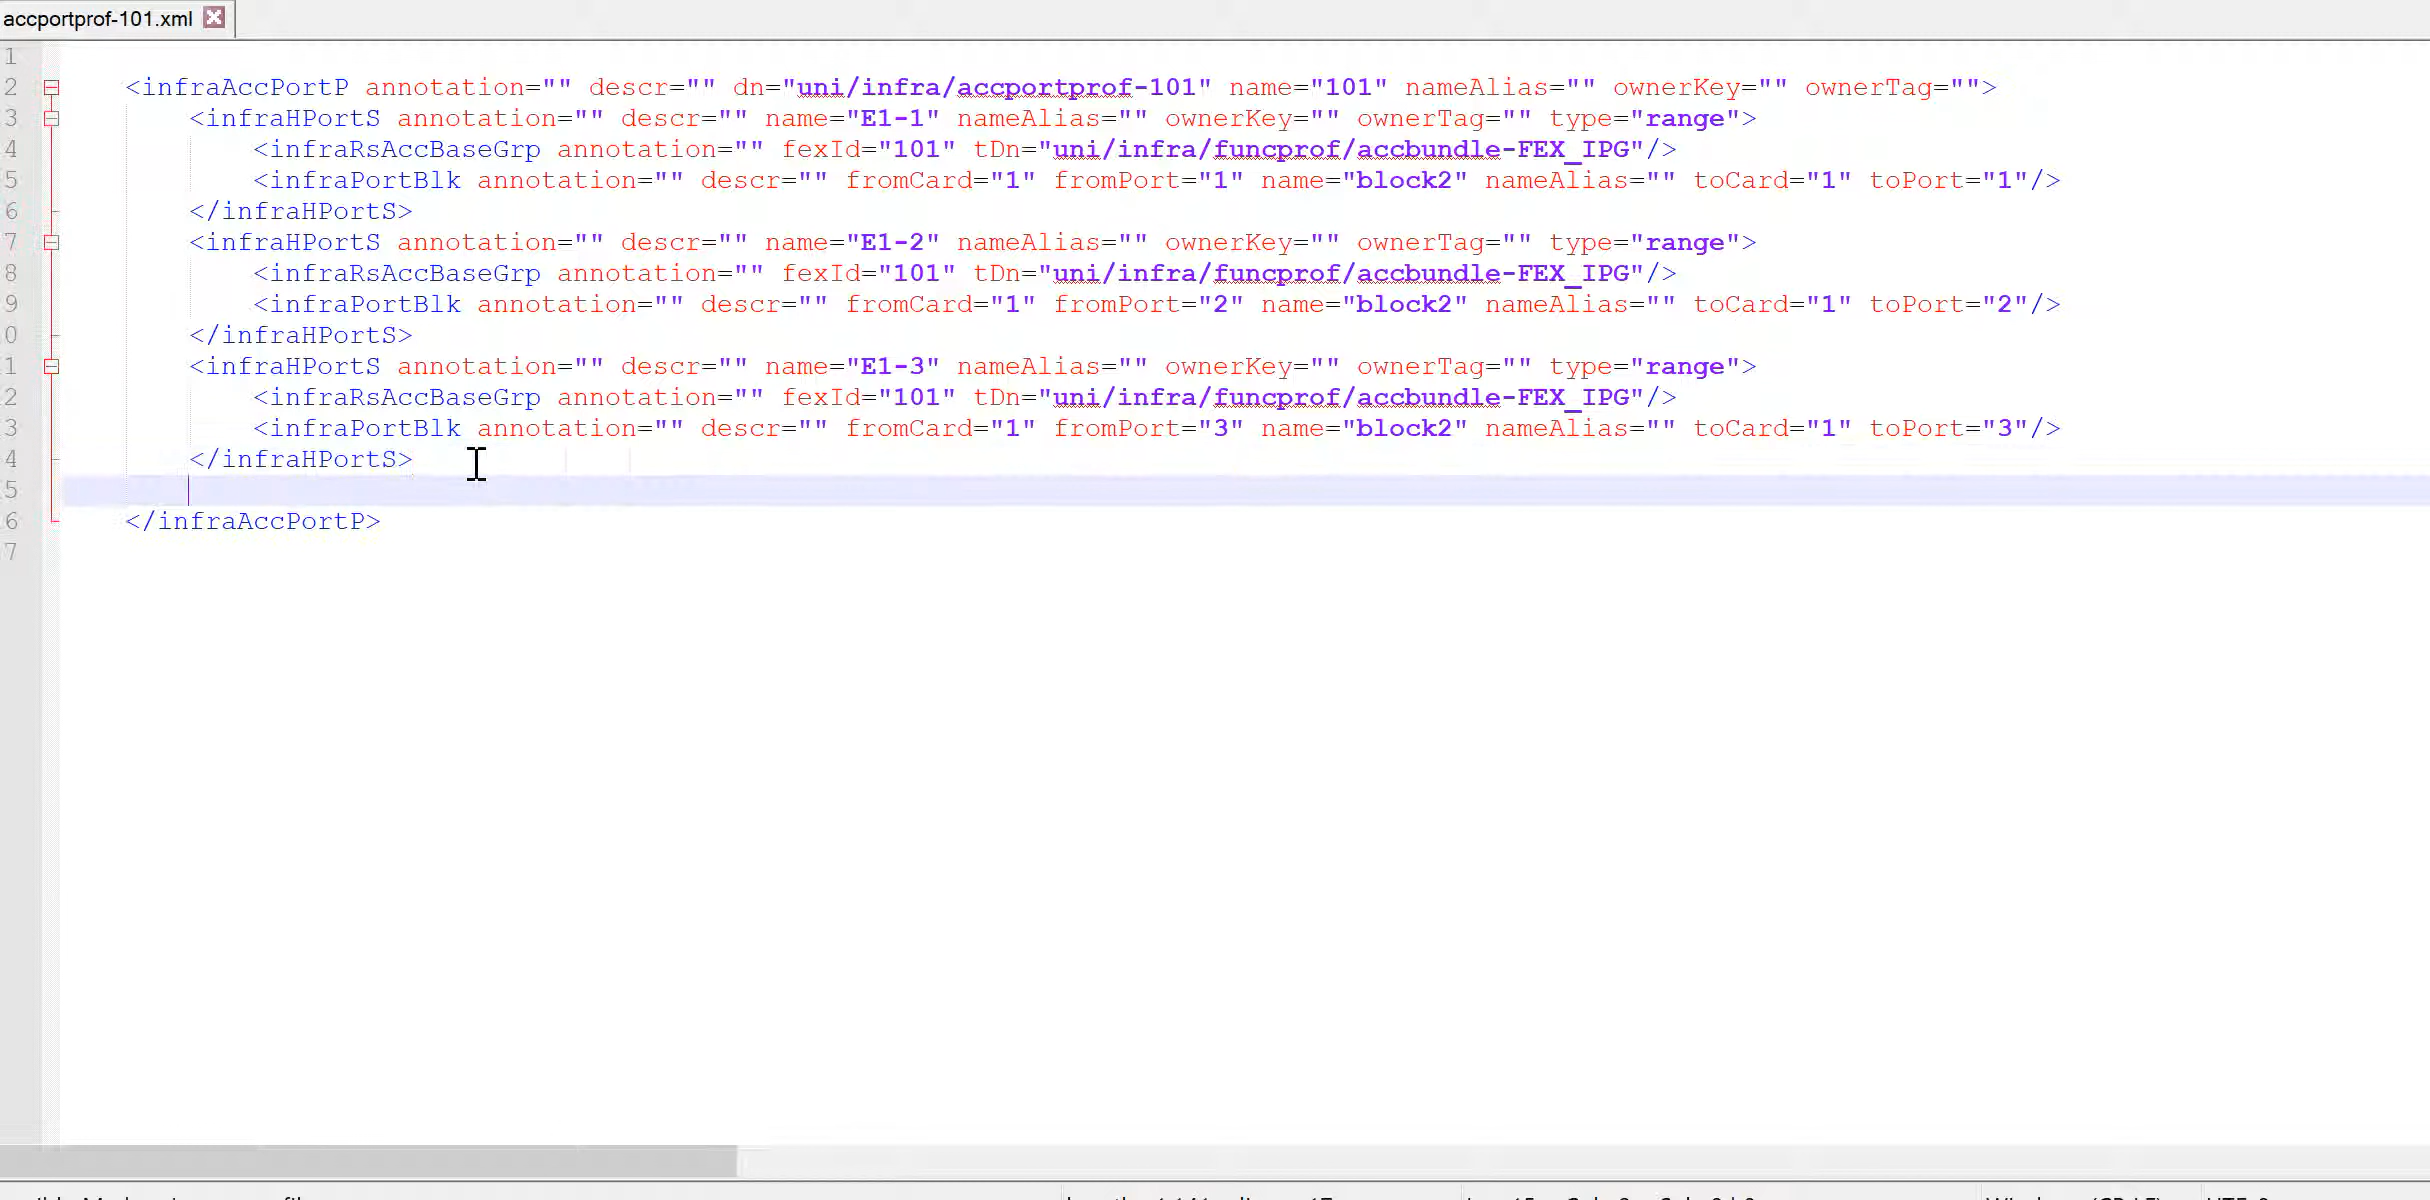 accportprof-101.xml
1
2 <infraAccPortP annotation="" descr="" dn="uni/infra/accportprof-101" name="101" nameAlias="" ownerKey="" ownerTag="">
3 <infraHPortS annotation="" descr="" name="E1-1" nameAlias="" ownerKey="" ownerTag="" type="range">
4 <infraRsAccBaseGrp annotation="" fexId="101" tDn="uni/infra/funcprof/accbundle-FEX_IPG"/>
5 <infraPortBlk annotation="" descr="" fromCard="1" fromPort="1" name="block2" nameAlias="" toCard="1" toPort="1"/>
6 </infraHPortS>
7 <infraHPortS annotation="" descr="" name="E1-2" nameAlias="" ownerKey="" ownerTag="" type="range">
8 <infraRsAccBaseGrp annotation="" fexId="101" tDn="uni/infra/funcprof/accbundle-FEX_IPG"/>
9 <infraPortBlk annotation="" descr="" fromCard="1" fromPort="2" name="block2" nameAlias="" toCard="1" toPort="2"/>
0 </infraHPortS>
1 <infraHPortS annotation="" descr="" name="E1-3" nameAlias="" ownerKey="" ownerTag="" type="range">
2 <infraRsAccBaseGrp annotation="" fexId="101" tDn="uni/infra/funcprof/accbundle-FEX_IPG"/>
3 <infraPortBlk annotation="" descr="" fromCard="1" fromPort="3" name="block2" nameAlias="" toCard="1" toPort="3"/>
4 </infraHPortS>
5
6 </infraAccPortP>
7